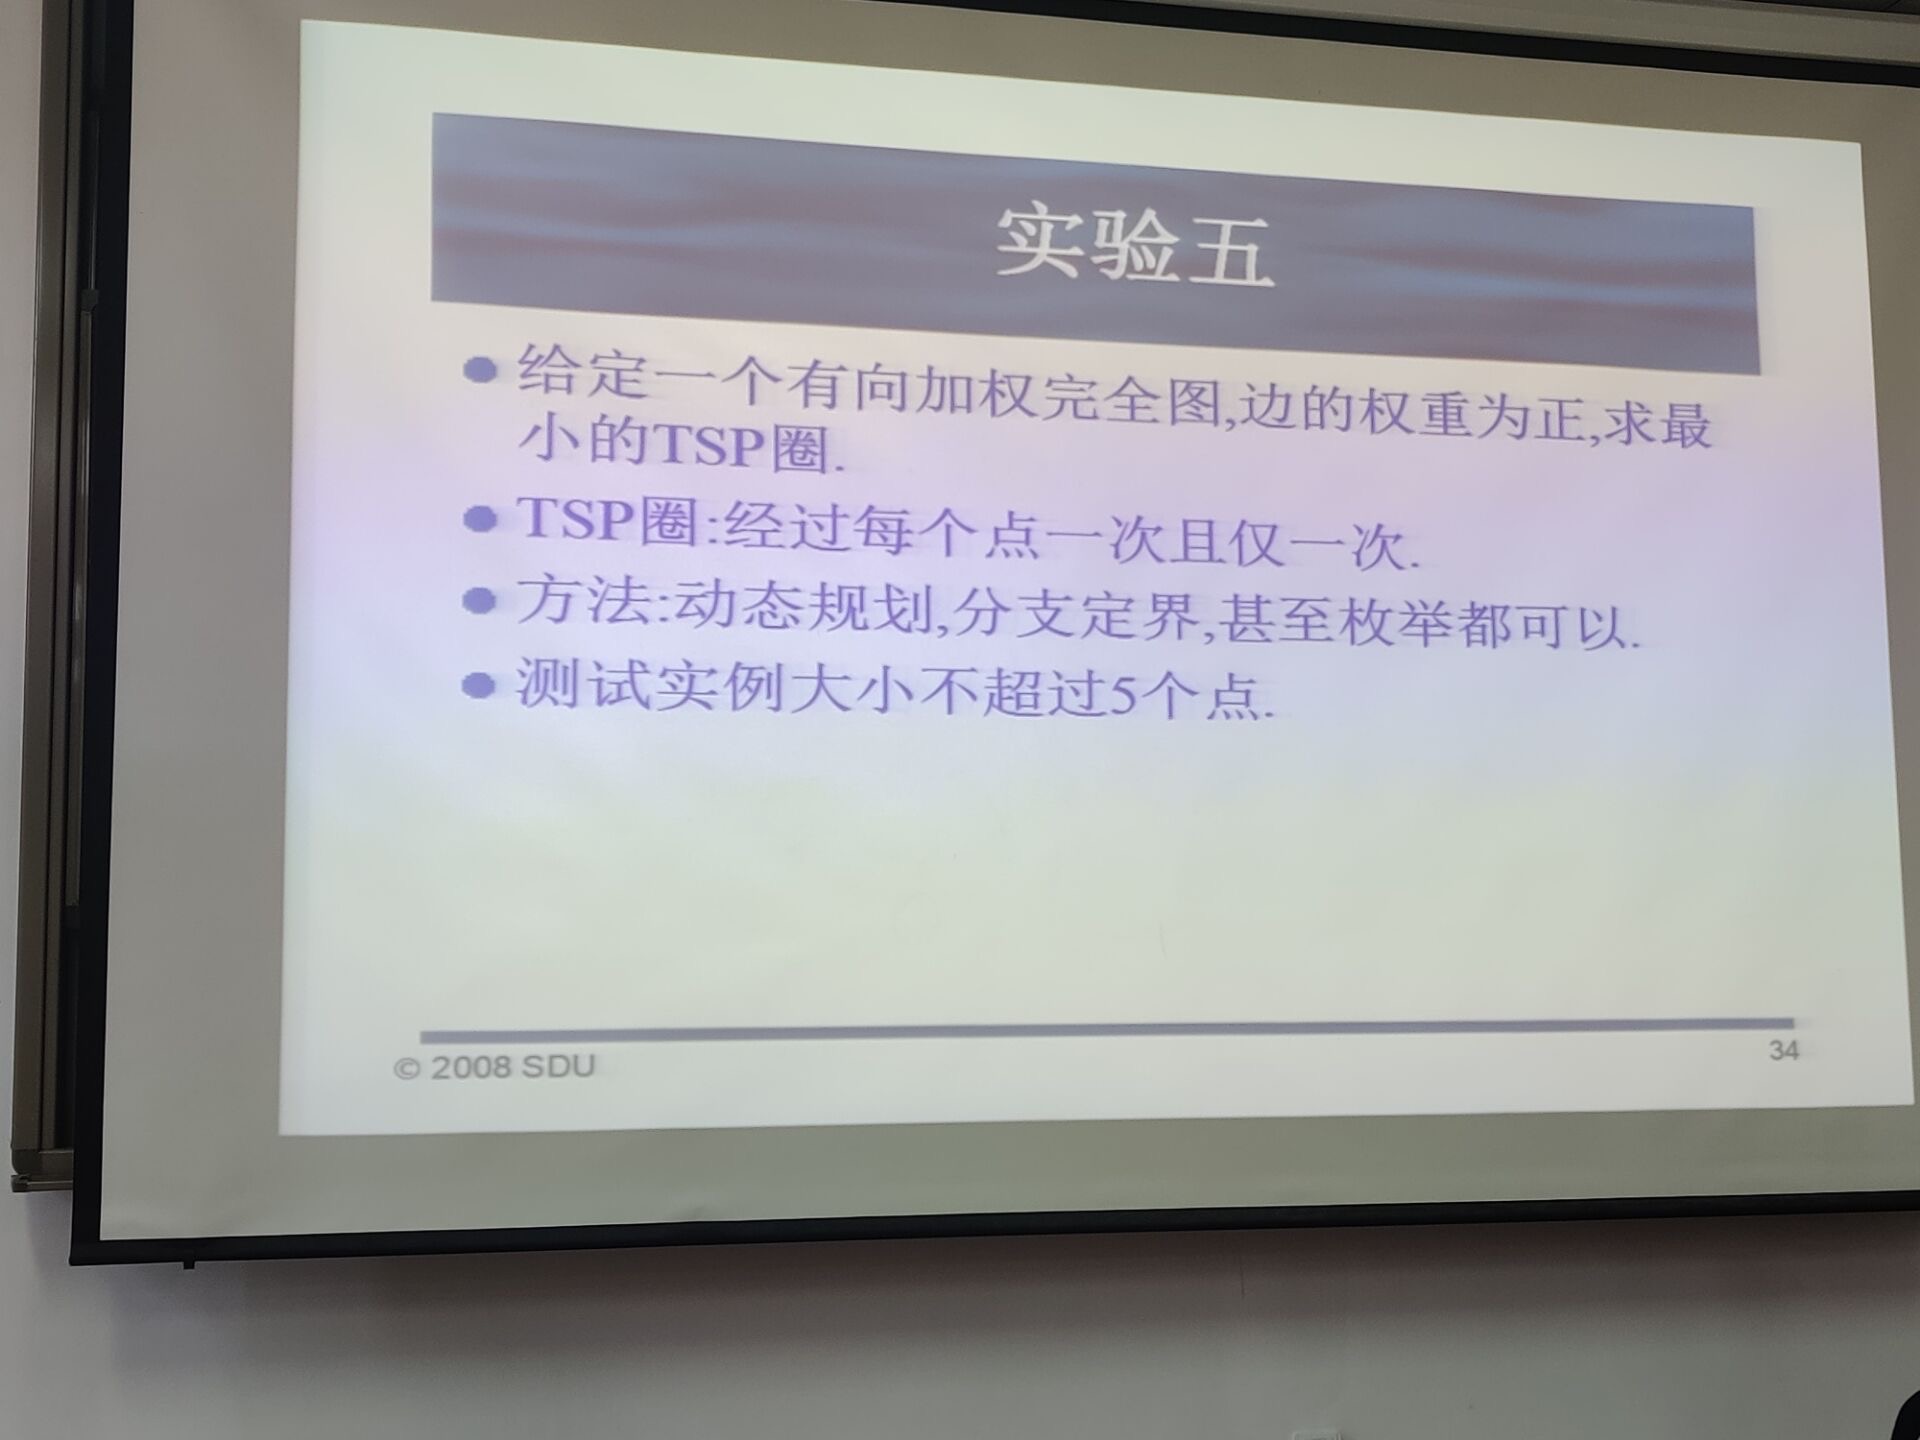 实验五
给定一个有向加权完全图,边的权重为正,求最
小的TSP圈.
TSP圈:经过每个点一次且仅一次.
方法:动态规划,分支定界,甚至枚举都可以.
测试实例大小不超过5个点.
© 2008 SDU
34